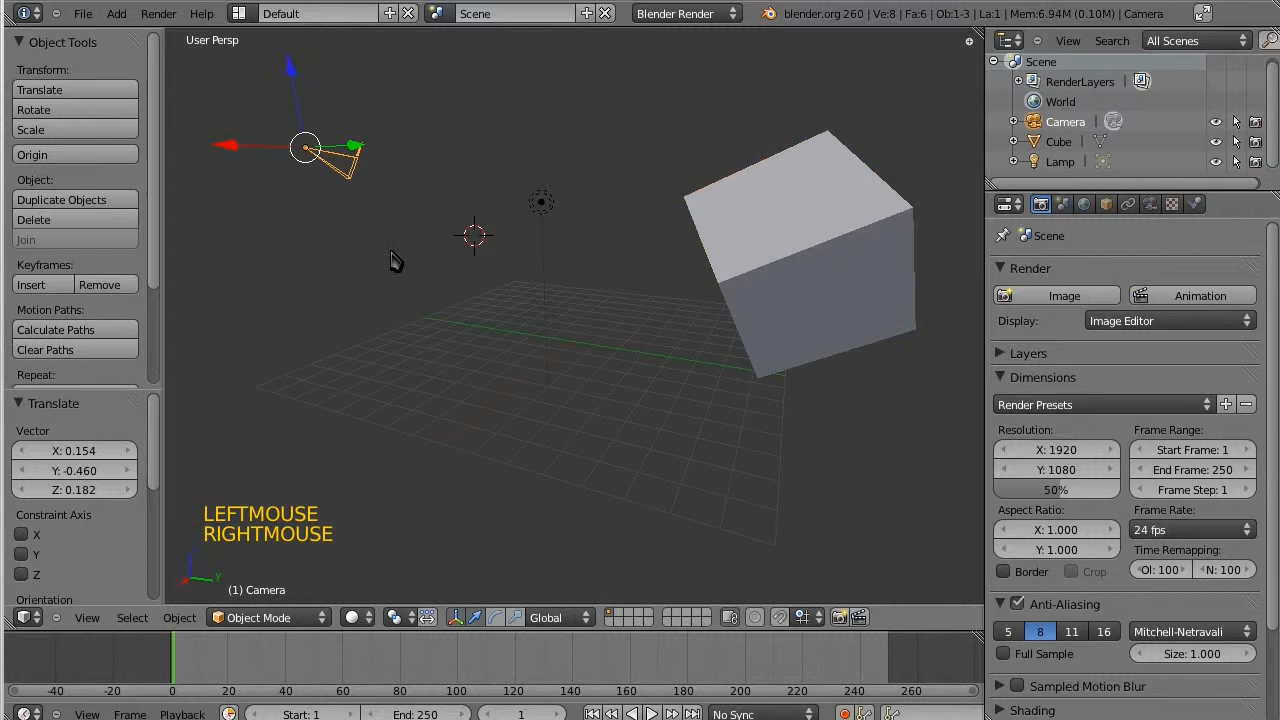 File Add Render Help Default Scene Blender Render blender.org 260 | Ve:8 | Fa:6 | Ob:1-3 | La:1 | Mem:6.94M (0.10M) | Camera
Object Tools
Transform:
Translate
Rotate
Scale
Origin
Object:
Duplicate Objects
Delete
Join
Keyframes:
Insert Remove
Motion Paths:
Calculate Paths
Clear Paths
Repeat:
Translate
Vector
X: 0.154
Y: -0.460
Z: 0.182
Constraint Axis
X
Y
Z
Orientation
User Persp
LEFTMOUSE
RIGHTMOUSE
y
(1) Camera
View Select Object Object Mode Global
-40 -20 0 20 40 60 80 100 120 140 160 180 200 220 240 260
View Frame Playback Start: 1 End: 250 1 No Sync
View Search All Scenes
Scene
RenderLayers |
World
Camera |
Cube |
Lamp |
Scene
Render
Image Animation
Display: Image Editor
Layers
Dimensions
Render Presets
Resolution: Frame Range:
X: 1920 Start Frame: 1
Y: 1080 End Frame: 250
50% Frame Step: 1
Aspect Ratio: Frame Rate:
X: 1.000 24 fps
Y: 1.000 Time Remapping:
Border Crop Ol: 100 N: 100
Anti-Aliasing
5 8 11 16 Mitchell-Netravali
Full Sample Size: 1.000
Sampled Motion Blur
Shading